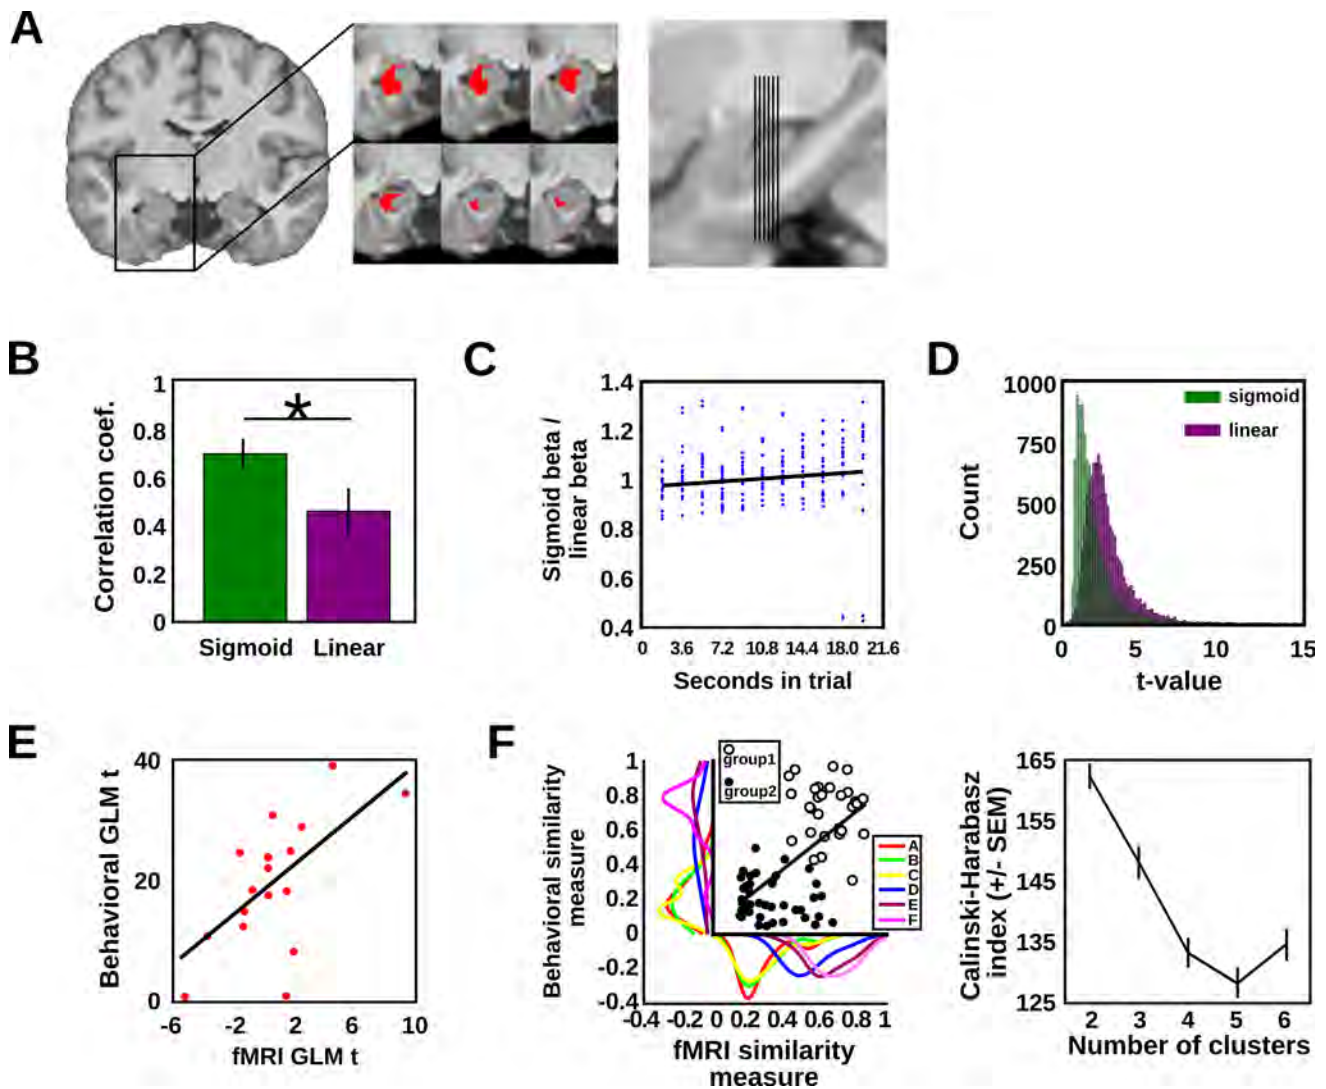 A
B
Correlation coef.
1
0.8
0.6
0.4
0.2
0
*
Sigmoid Linear
C
Sigmoid beta /
linear beta
1.4
1.2
1
0.8
0.6
0.4
0 3.6 7.2 10.8 14.4 18.0 21.6
Seconds in trial
D
Count
1000
750
500
250
0
sigmoid
linear
0 5 10 15
t-value
E
Behavioral GLM t
40
20
0
-6 -2 2 6 10
fMRI GLM t
F
Behavioral similarity
measure
1
0.8
0.6
0.4
0.2
0
-0.2
-0.4
group1
group2
A
B
C
D
E
F
-0.4 -0.2 0 0.2 0.4 0.6 0.8 1
fMRI similarity
measure
Calinski-Harabasz
index (+/- SEM)
165
155
145
135
125
2 3 4 5 6
Number of clusters